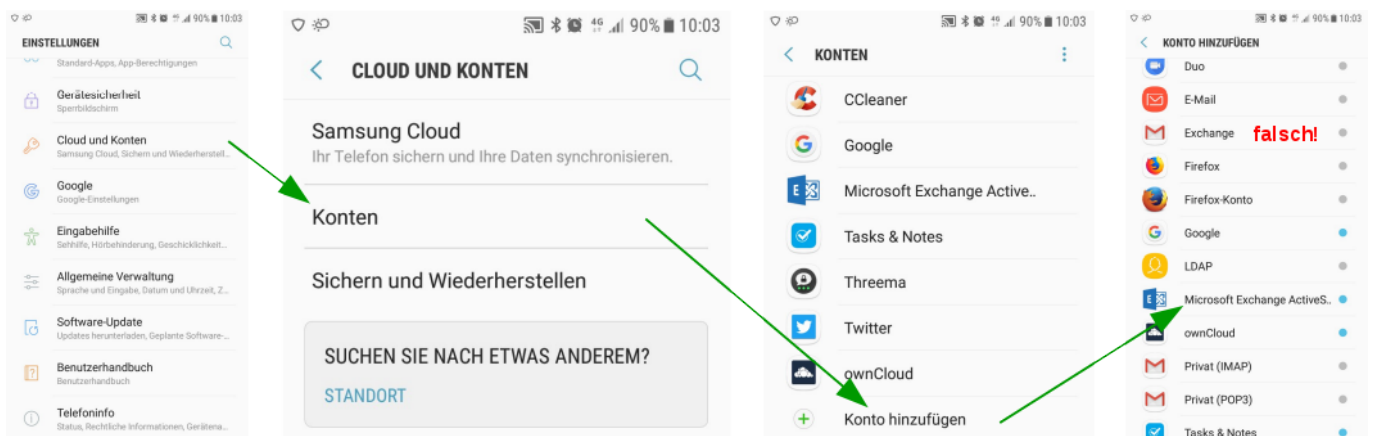 90% 10:03
EINSTELLUNGEN
Standard-Apps, App-Berechtigungen
Gerätesicherheit
Sperrbildschirm
Cloud und Konten
Samsung Cloud, Sichern und Wiederherstell...
Google
Google-Einstellungen
Eingabehilfe
Sehhilfe, Hörbehinderung, Geschicklichkeit...
Allgemeine Verwaltung
Sprache und Eingabe, Datum und Uhrzeit, Z...
Software-Update
Updates herunterladen, Geplante Software-...
Benutzerhandbuch
Benutzerhandbuch
Telefoninfo
Status, Rechtliche Informationen, Gerätena...
4G 90% 10:03
CLOUD UND KONTEN
Samsung Cloud
Ihr Telefon sichern und Ihre Daten synchronisieren.
Konten
Sichern und Wiederherstellen
SUCHEN SIE NACH ETWAS ANDEREM?
STANDORT
90% 10:03
KONTEN
CCleaner
Google
Microsoft Exchange Active..
Tasks & Notes
Threema
Twitter
ownCloud
Konto hinzufügen
90% 10:03
KONTO HINZUFÜGEN
Duo
E-Mail
Exchange falsch!
Firefox
Firefox-Konto
Google
LDAP
Microsoft Exchange ActiveS..
ownCloud
Privat (IMAP)
Privat (POP3)
Tasks & Notes